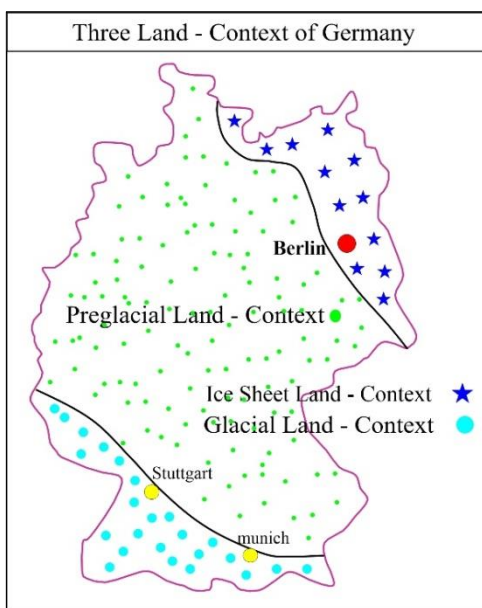 Three Land - Context of Germany
Berlin
Preglacial Land - Context
Ice Sheet Land - Context
Glacial Land - Context
Stuttgart
munich